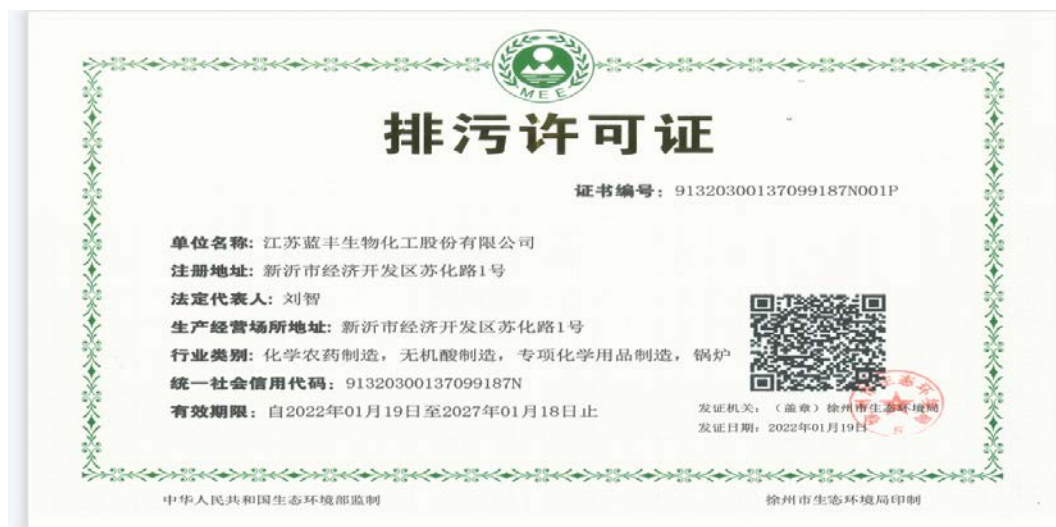 MEE
排污许可证
证书编号：91320300137099187N001P
单位名称：江苏蓝丰生物化工股份有限公司
注册地址：新沂市经济开发区苏化路1号
法定代表人：刘智
生产经营场所地址：新沂市经济开发区苏化路1号
行业类别：化学农药制造，无机酸制造，专项化学用品制造，锅炉
统一社会信用代码：91320300137099187N
有效期限：自2022年01月19日至2027年01月18日止
发证机关：（盖章）徐州市生态环境局
发证日期：2022年01月19日
中华人民共和国生态环境部监制
徐州市生态环境局印制